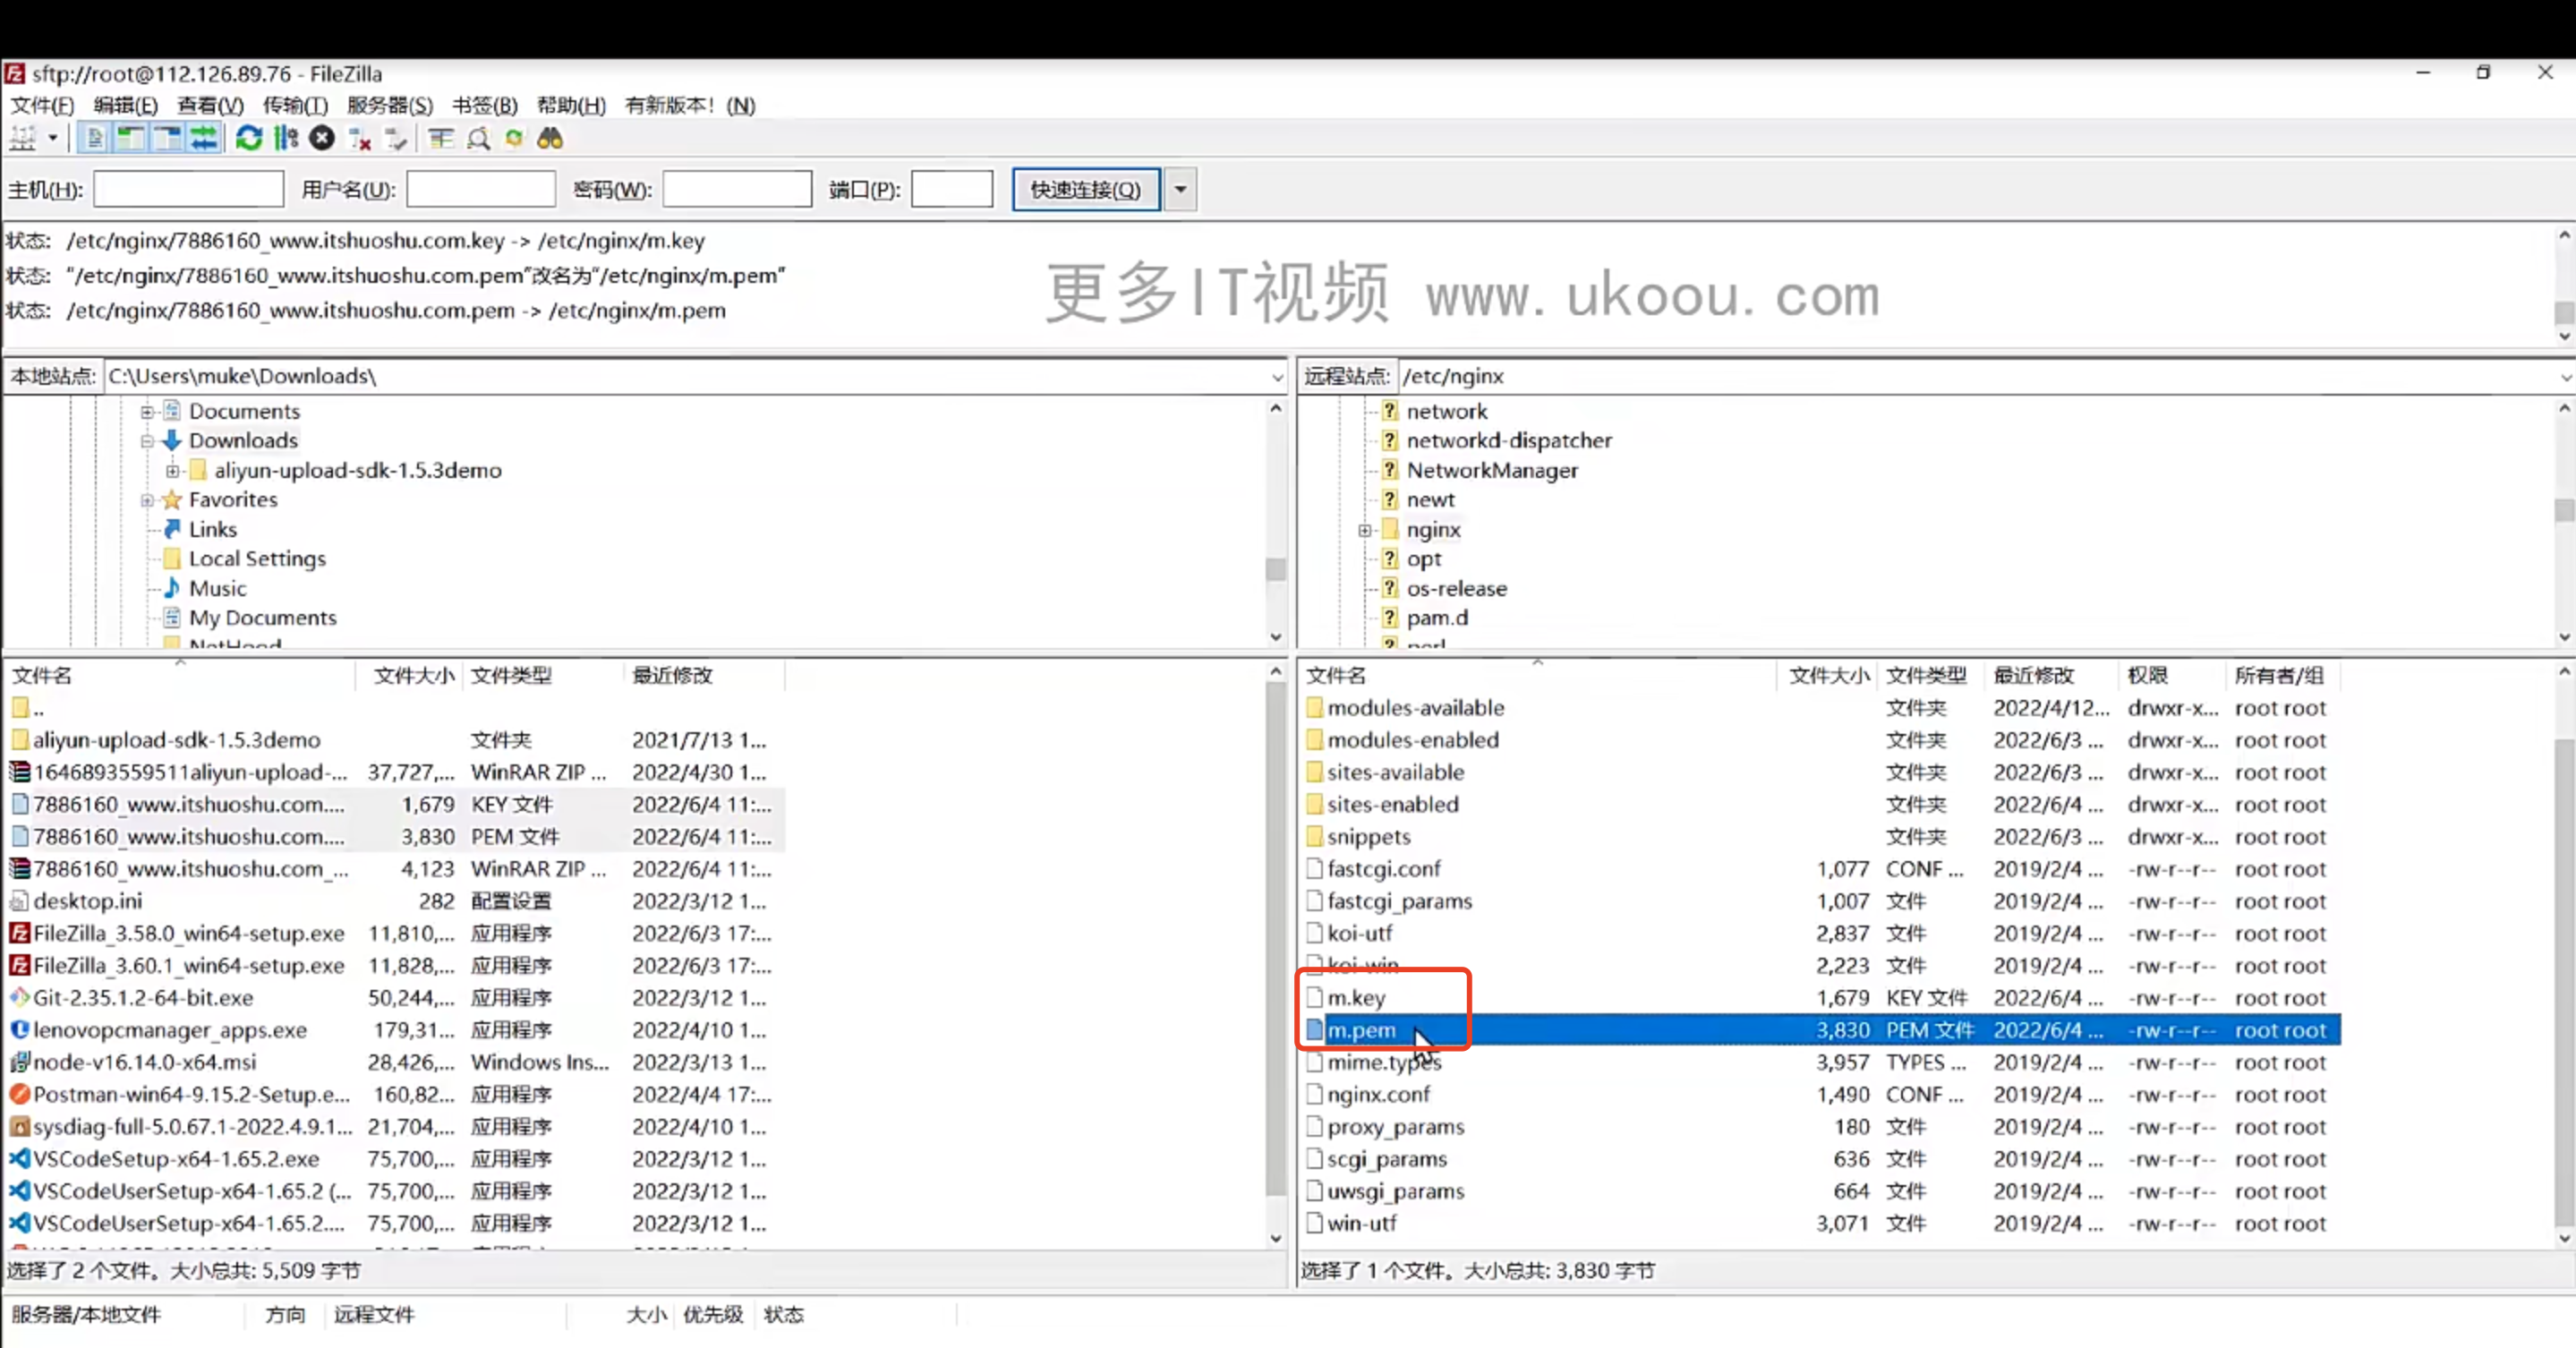 sftp://root@112.126.89.76 - FileZilla
文件(F) 编辑(E) 查看(V) 传输(T) 服务器(S) 书签(B) 帮助(H) 有新版本! (N)
主机(H): 用户名(U): 密码(W): 端口(P): 快速连接(Q)
状态: /etc/nginx/7886160_www.itshuoshu.com.key -> /etc/nginx/m.key
状态: "/etc/nginx/7886160_www.itshuoshu.com.pem"改名为"/etc/nginx/m.pem"
状态: /etc/nginx/7886160_www.itshuoshu.com.pem -> /etc/nginx/m.pem
更多IT视频 www.ukoou.com
本地站点: C:\Users\muke\Downloads\
Documents
Downloads
aliyun-upload-sdk-1.5.3demo
Favorites
Links
Local Settings
Music
My Documents
NetHood
远程站点: /etc/nginx
network
networkd-dispatcher
NetworkManager
newt
nginx
opt
os-release
pam.d
perl
文件名 文件大小 文件类型 最近修改
..
aliyun-upload-sdk-1.5.3demo 文件夹 2021/7/13 1...
1646893559511aliyun-upload-... 37,727,... WinRAR ZIP ... 2022/4/30 1...
7886160_www.itshuoshu.com.... 1,679 KEY 文件 2022/6/4 11:...
7886160_www.itshuoshu.com.... 3,830 PEM 文件 2022/6/4 11:...
7886160_www.itshuoshu.com_... 4,123 WinRAR ZIP ... 2022/6/4 11:...
desktop.ini 282 配置设置 2022/3/12 1...
FileZilla_3.58.0_win64-setup.exe 11,810,... 应用程序 2022/6/3 17:...
FileZilla_3.60.1_win64-setup.exe 11,828,... 应用程序 2022/6/3 17:...
Git-2.35.1.2-64-bit.exe 50,244,... 应用程序 2022/3/12 1...
lenovopcmanager_apps.exe 179,31... 应用程序 2022/4/10 1...
node-v16.14.0-x64.msi 28,426,... Windows Ins... 2022/3/13 1...
Postman-win64-9.15.2-Setup.e... 160,82... 应用程序 2022/4/4 17:...
sysdiag-full-5.0.67.1-2022.4.9.1... 21,704,... 应用程序 2022/4/10 1...
VSCodeSetup-x64-1.65.2.exe 75,700,... 应用程序 2022/3/12 1...
VSCodeUserSetup-x64-1.65.2 (... 75,700,... 应用程序 2022/3/12 1...
VSCodeUserSetup-x64-1.65.2.... 75,700,... 应用程序 2022/3/12 1...
选择了 2 个文件。大小总共: 5,509 字节
文件名 文件大小 文件类型 最近修改 权限 所有者/组
modules-available 文件夹 2022/4/12... drwxr-x... root root
modules-enabled 文件夹 2022/6/3 ... drwxr-x... root root
sites-available 文件夹 2022/6/3 ... drwxr-x... root root
sites-enabled 文件夹 2022/6/4 ... drwxr-x... root root
snippets 文件夹 2022/6/3 ... drwxr-x... root root
fastcgi.conf 1,077 CONF ... 2019/2/4 ... -rw-r--r-- root root
fastcgi_params 1,007 文件 2019/2/4 ... -rw-r--r-- root root
koi-utf 2,837 文件 2019/2/4 ... -rw-r--r-- root root
koi-win 2,223 文件 2019/2/4 ... -rw-r--r-- root root
m.key 1,679 KEY 文件 2022/6/4 ... -rw-r--r-- root root
m.pem 3,830 PEM 文件 2022/6/4 ... -rw-r--r-- root root
mime.types 3,957 TYPES ... 2019/2/4 ... -rw-r--r-- root root
nginx.conf 1,490 CONF ... 2019/2/4 ... -rw-r--r-- root root
proxy_params 180 文件 2019/2/4 ... -rw-r--r-- root root
scgi_params 636 文件 2019/2/4 ... -rw-r--r-- root root
uwsgi_params 664 文件 2019/2/4 ... -rw-r--r-- root root
win-utf 3,071 文件 2019/2/4 ... -rw-r--r-- root root
选择了 1 个文件。大小总共: 3,830 字节
服务器/本地文件 方向 远程文件 大小 优先级 状态